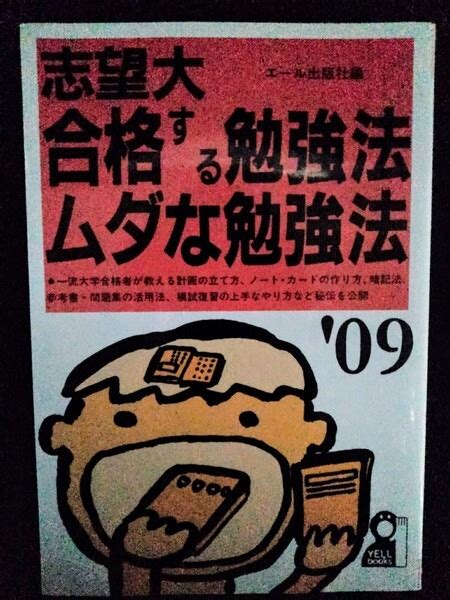 志望大
エール出版社編
合格する勉強法
ムダな勉強法
●一流大学合格者が教える計画の立て方、ノート・カードの作り方、暗記法、
参考書・問題集の活用法、模試復習の上手なやり方など秘伝を公開
'09
YELL
BOOKS